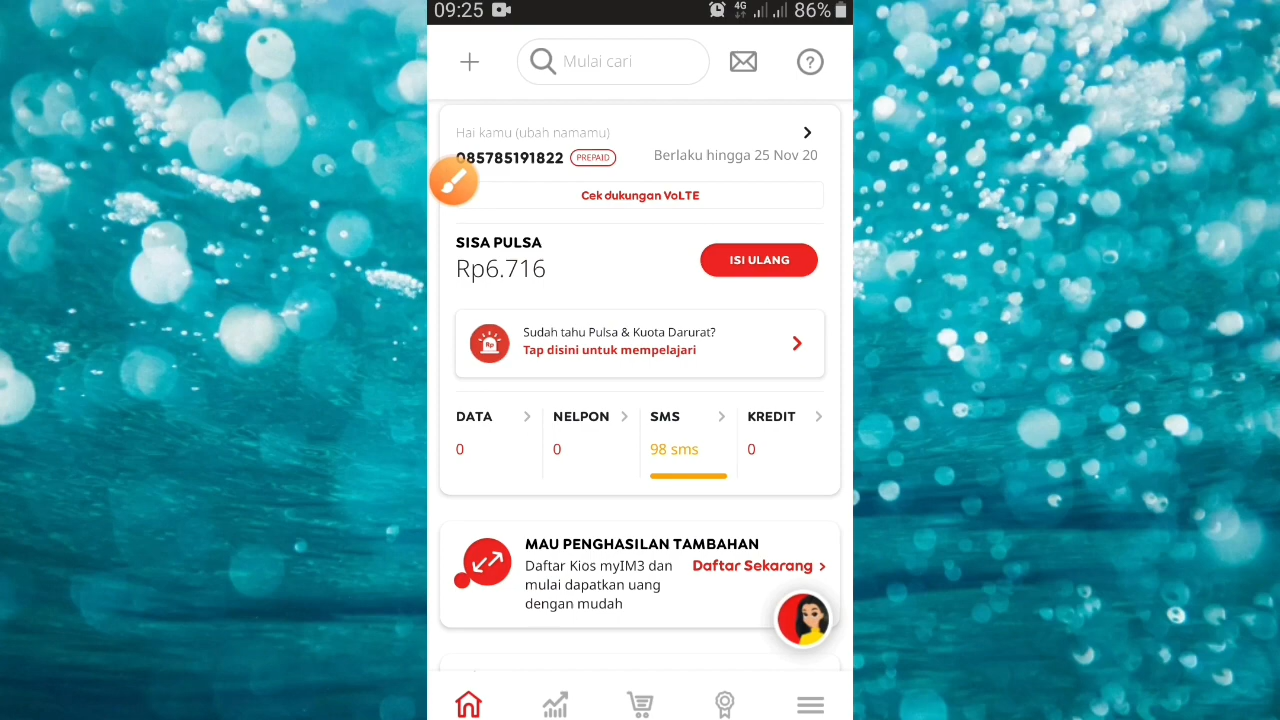 09:25
4G
86%
Mulai cari
Hai kamu (ubah namamu)
085785191822 PREPAID
Berlaku hingga 25 Nov 20
Cek dukungan VoLTE
SISA PULSA
Rp6.716
ISI ULANG
Sudah tahu Pulsa & Kuota Darurat?
Rp
Tap disini untuk mempelajari
DATA NELPON SMS KREDIT
0 0 98 sms 0
MAU PENGHASILAN TAMBAHAN
Daftar Kios myIM3 dan
Daftar Sekarang
mulai dapatkan uang
dengan mudah